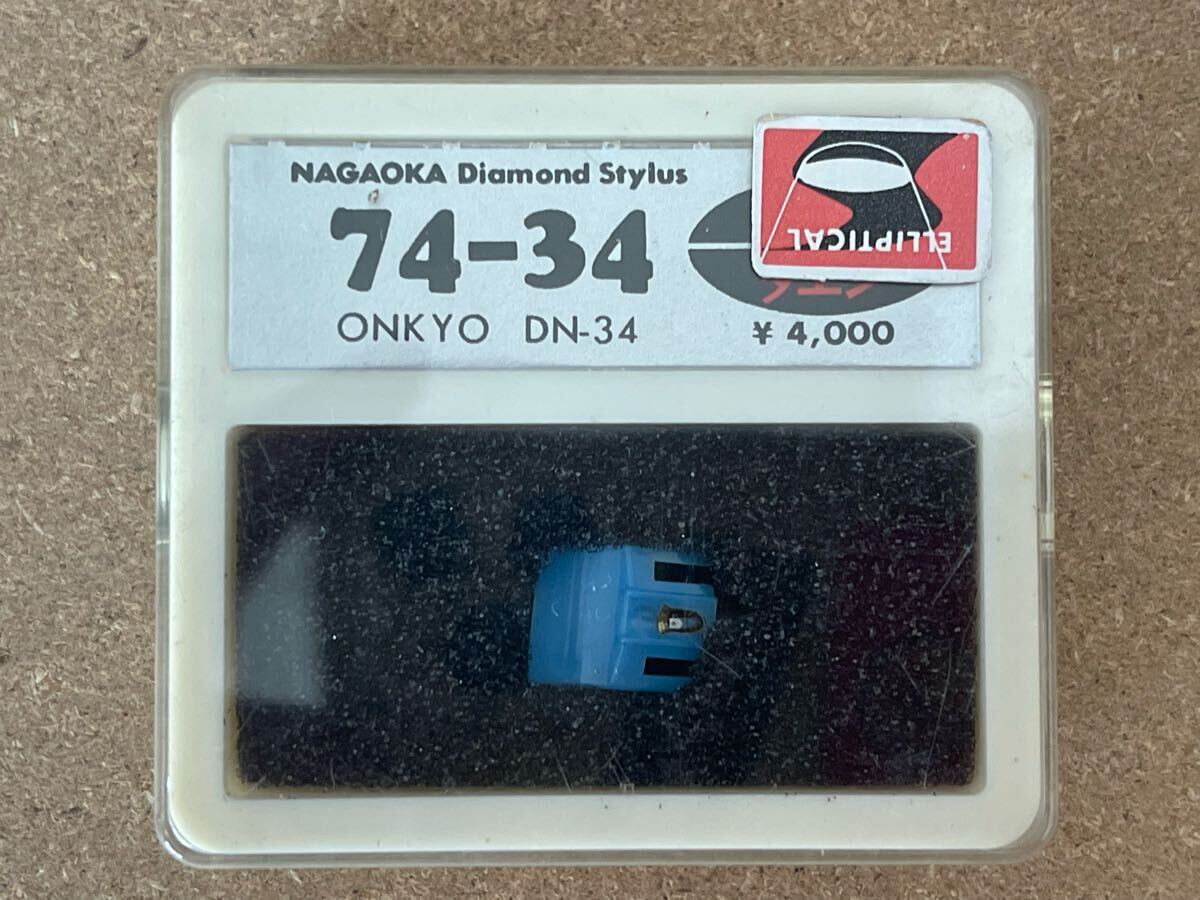 NAGAOKA Diamond Stylus
74-34
ONKYO DN-34
¥ 4,000
ELLIPTICAL